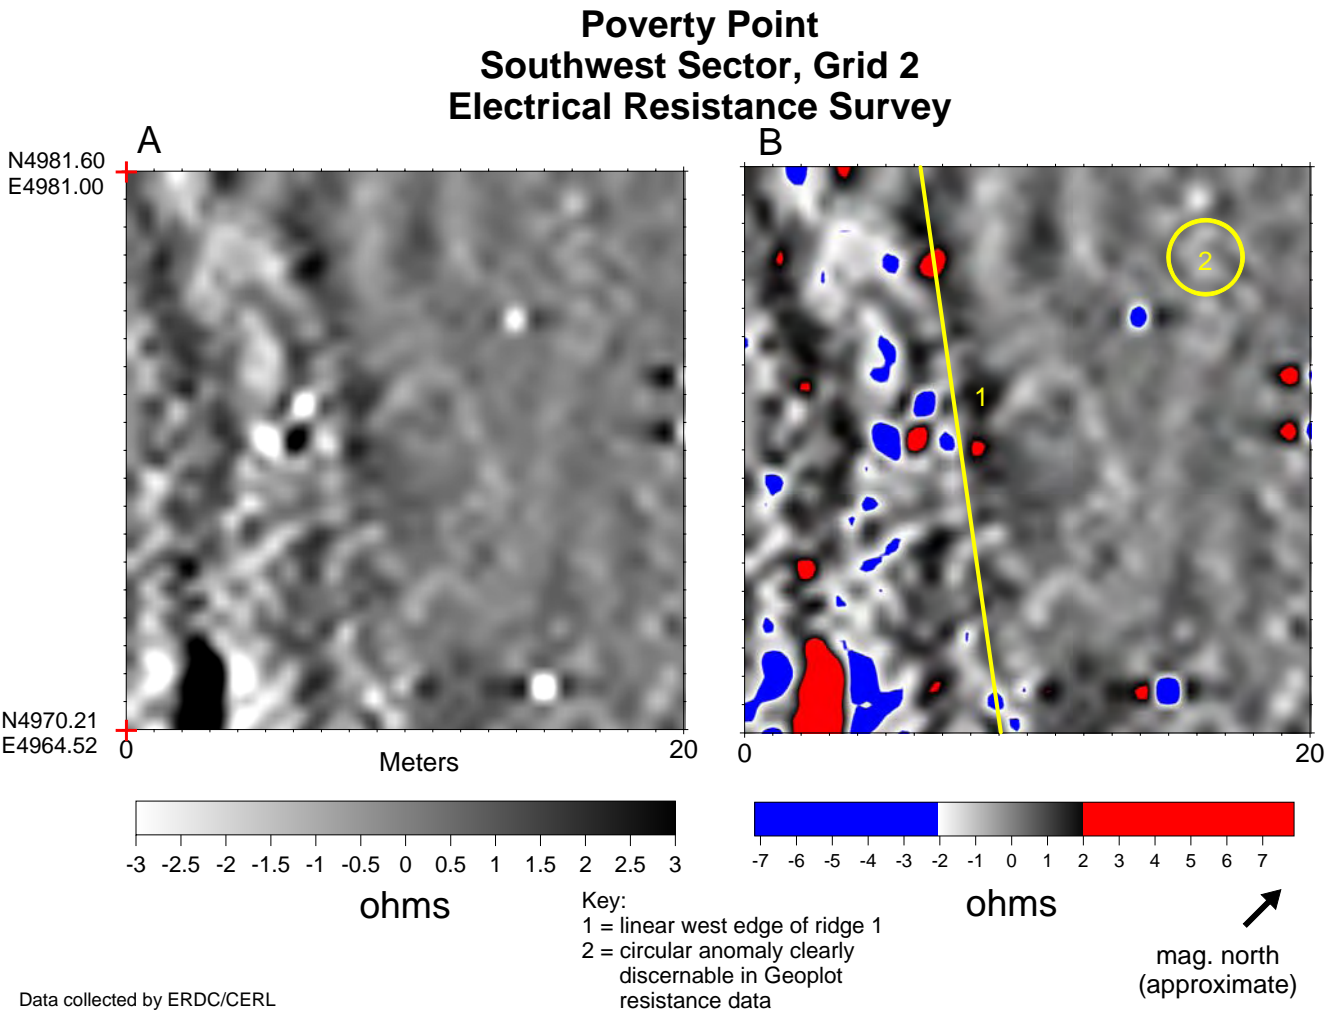 Poverty Point
Southwest Sector, Grid 2
Electrical Resistance Survey
A
B
N4981.60
E4981.00
2
1
N4970.21
E4964.52
0
Meters
20
0
20
-3 -2.5 -2 -1.5 -1 -0.5 0 0.5 1 1.5 2 2.5 3
ohms
-7 -6 -5 -4 -3 -2 -1 0 1 2 3 4 5 6 7
ohms
Key:
1 = linear west edge of ridge 1
2 = circular anomaly clearly
discernable in Geoplot
resistance data
mag. north
(approximate)
Data collected by ERDC/CERL